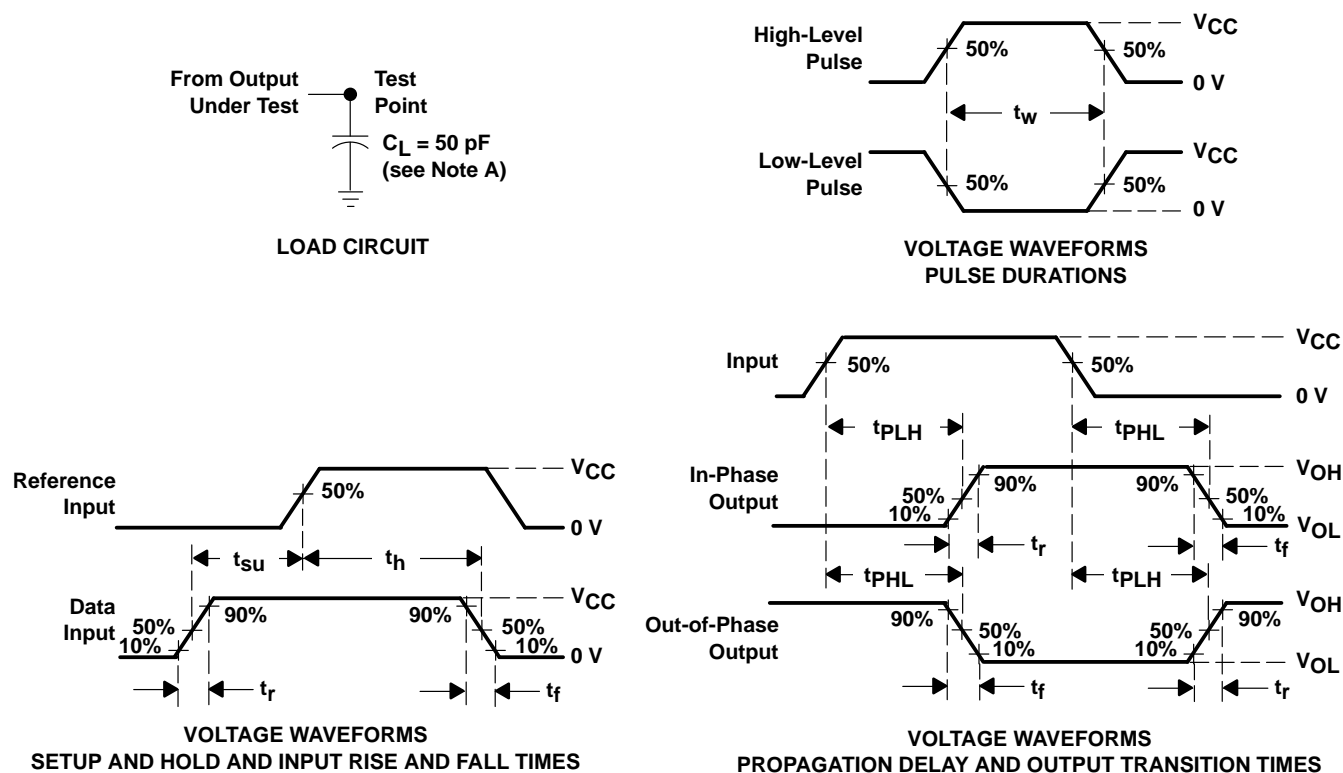 From Output
Under Test
Test
Point
CL = 50 pF
(see Note A)
LOAD CIRCUIT
High-Level
Pulse
50%
50%
VCC
0 V
tw
Low-Level
Pulse
50%
50%
VCC
0 V
VOLTAGE WAVEFORMS
PULSE DURATIONS
Reference
Input
50%
VCC
0 V
tsu
th
Data
Input
50%
10%
90%
90%
50%
10%
VCC
0 V
tr
tf
VOLTAGE WAVEFORMS
SETUP AND HOLD AND INPUT RISE AND FALL TIMES
Input
50%
50%
VCC
0 V
tPLH
tPHL
In-Phase
Output
50%
10%
90%
90%
50%
10%
VOH
VOL
tr
tf
tPHL
tPLH
Out-of-Phase
Output
90%
50%
10%
50%
10%
90%
VOH
VOL
tf
tr
VOLTAGE WAVEFORMS
PROPAGATION DELAY AND OUTPUT TRANSITION TIMES